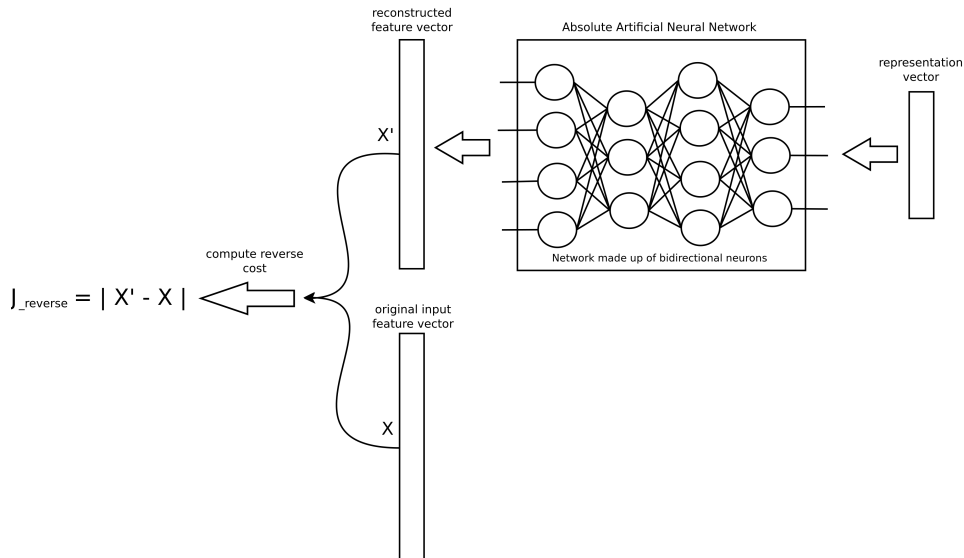 reconstructed
feature vector
Absolute Artificial Neural Network
representation
vector
X'
Network made up of bidirectional neurons
compute reverse
cost
J_reverse = | X' - X |
original input
feature vector
X